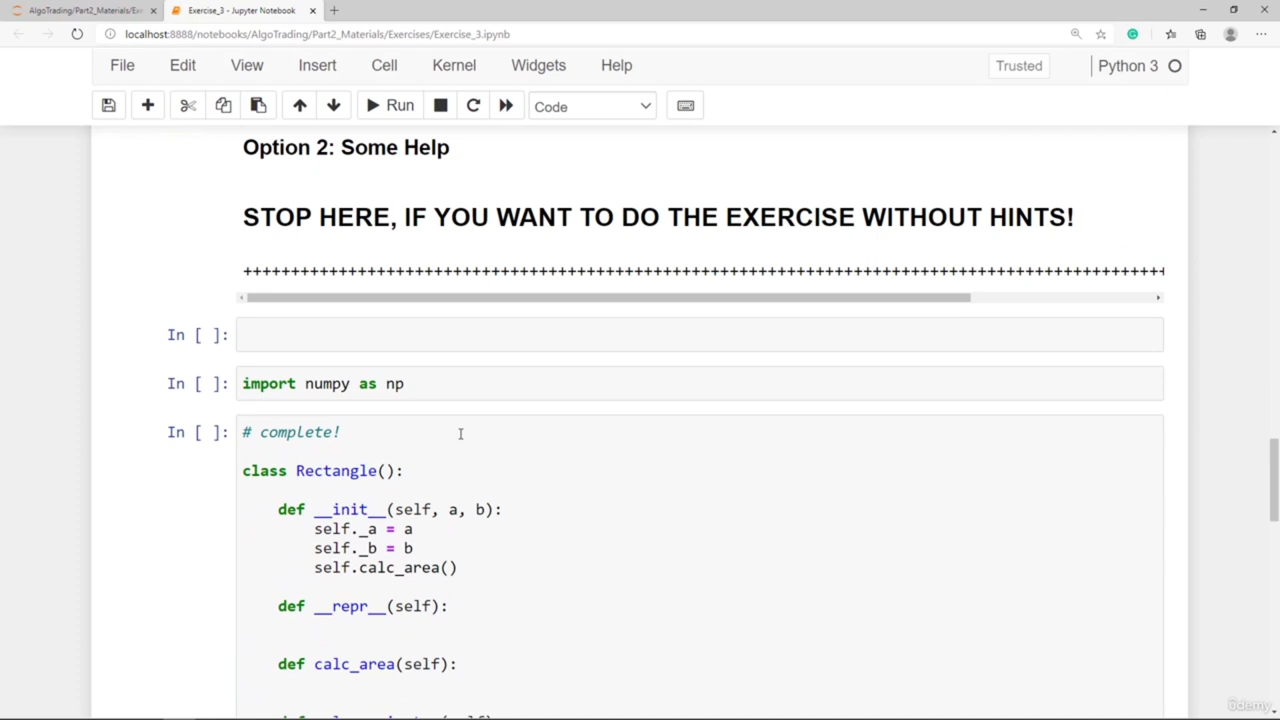 AlgoTrading/Part2_Materials/Exer
Exercise_3 - Jupyter Notebook
localhost:8888/notebooks/AlgoTrading/Part2_Materials/Exercises/Exercise_3.ipynb
File Edit View Insert Cell Kernel Widgets Help
Trusted
Python 3
Run
Code
Option 2: Some Help
STOP HERE, IF YOU WANT TO DO THE EXERCISE WITHOUT HINTS!
++++++++++++++++++++++++++++++++++++++++++++++++++++++++++++++++++++++++++++++++++++++++++++++++++++++
In [ ]:
In [ ]: import numpy as np
In [ ]: # complete!
class Rectangle():
def __init__(self, a, b):
self._a = a
self._b = b
self.calc_area()
def __repr__(self):
def calc_area(self):
ûdemy